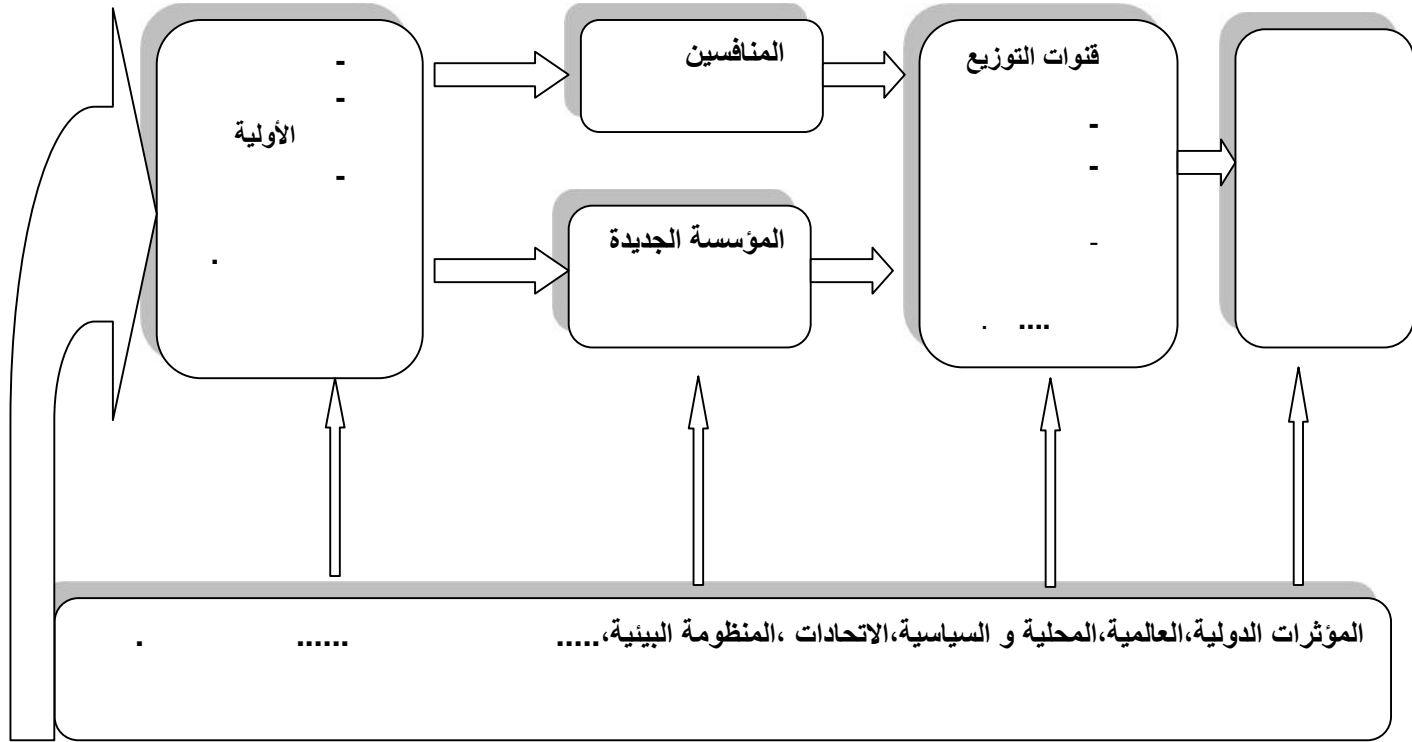 -
-
الأولية
-
.
المنافسين
المؤسسة الجديدة
قنوات التوزيع
-
-
-
.... .
المؤثرات الدولية،العالمية،المحلية و السياسية،الاتحادات ،المنظومة البيئية،..... ...... .